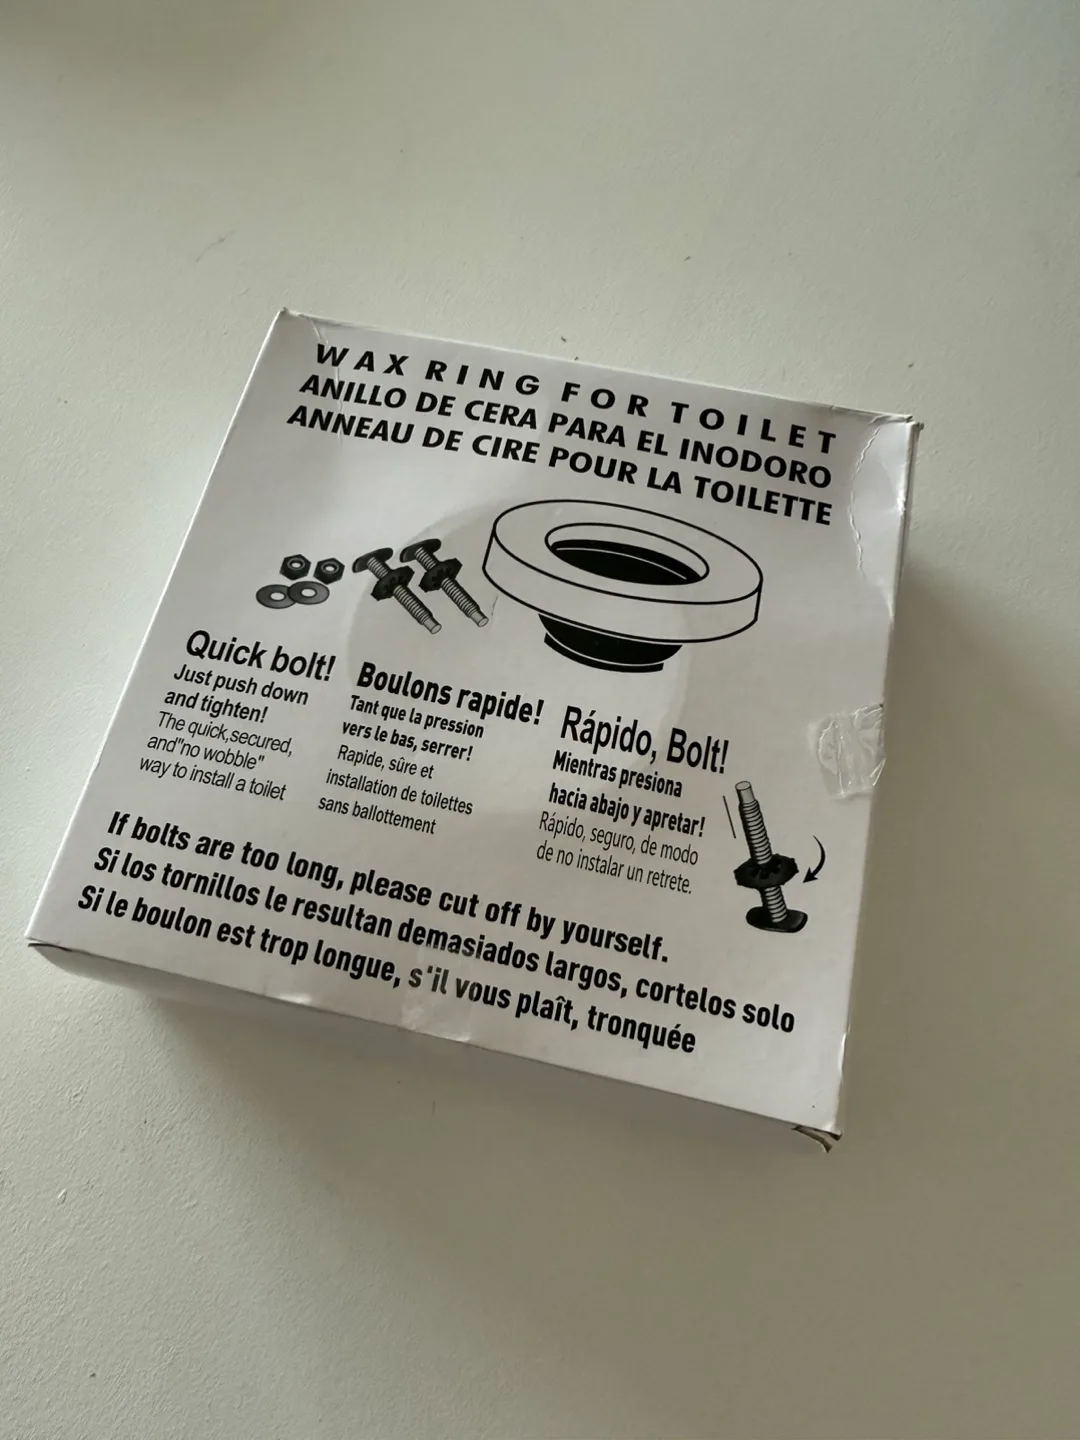 WAX RING FOR TOILET
ANILLO DE CERA PARA EL INODORO
ANNEAU DE CIRE POUR LA TOILETTE
Quick bolt!
Just push down
and tighten!
The quick,secured,
and"no wobble"
way to install a toilet
Boulons rapide!
Tant que la pression
vers le bas, serrer!
Rapide, sûre et
installation de toilettes
sans ballottement
Rápido, Bolt!
Mientras presiona
hacia abajo y apretar!
Rápido, seguro, de modo
de no instalar un retrete.
If bolts are too long, please cut off by yourself.
Si los tornillos le resultan demasiados largos, cortelos solo
Si le boulon est trop longue, s'il vous plaît, tronquée